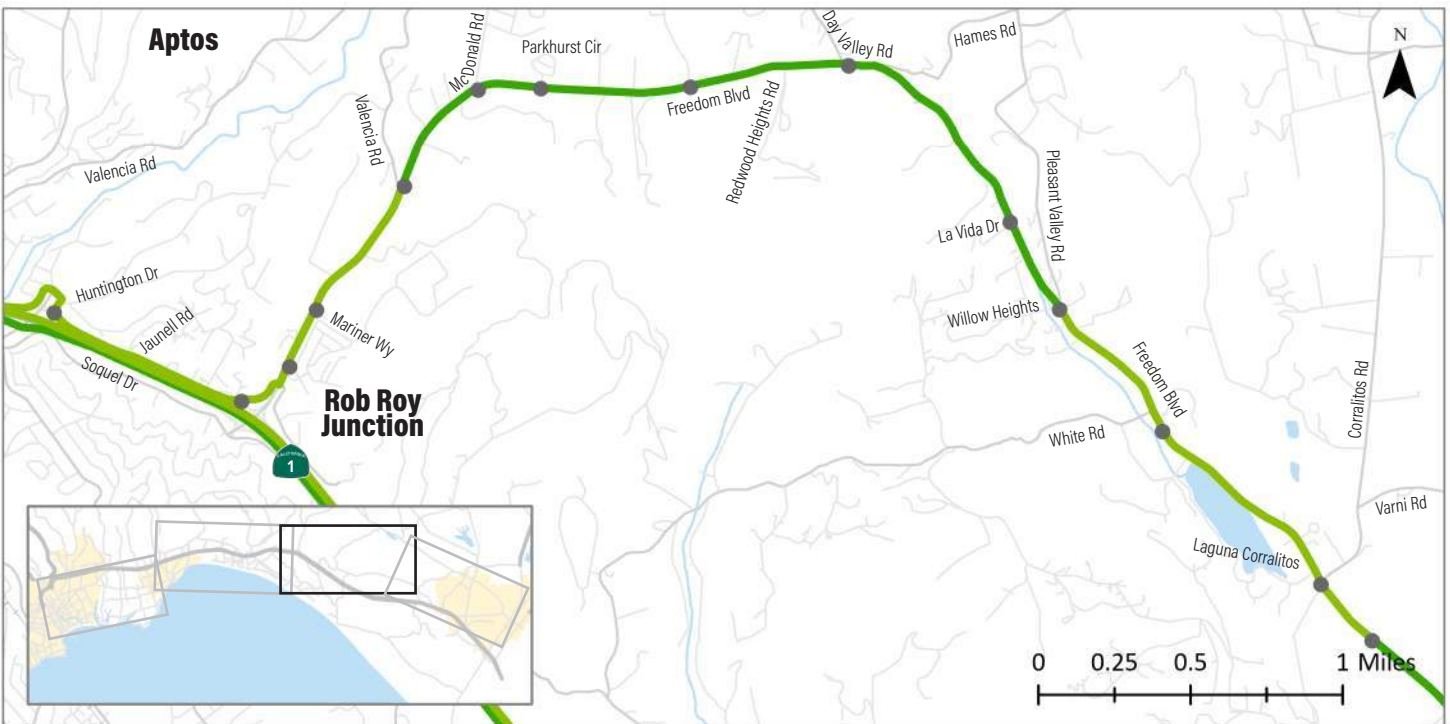 Aptos
McDonald Rd
Parkhurst Cir
Day Valley Rd
Hames Rd
N
Valencia Rd
Valencia Rd
Freedom Blvd
Redwood Heights Rd
Pleasant Valley Rd
La Vida Dr
Huntington Dr
Jaunell Rd
Soquel Dr
Mariner Wy
Willow Heights
Freedom Blvd
Corralitos Rd
Rob Roy
Junction
CALIFORNIA
1
White Rd
Varni Rd
Laguna Corralitos
0 0.25 0.5 1 Miles